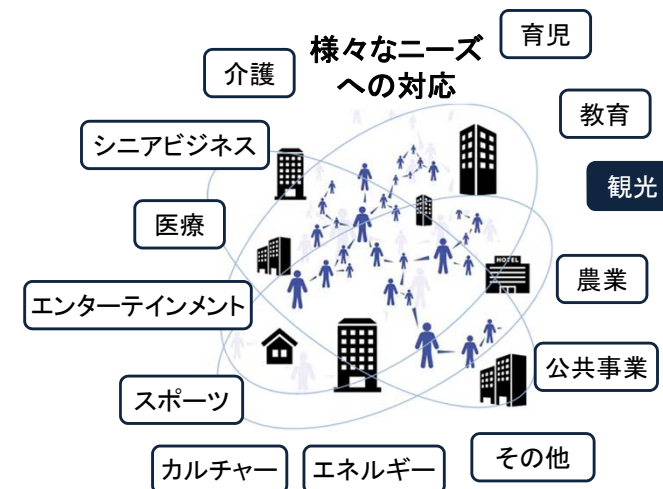 様々なニーズ
への対応
育児
介護
教育
シニアビジネス
観光
医療
HOTEL
農業
エンターテインメント
公共事業
スポーツ
その他
カルチャー
エネルギー